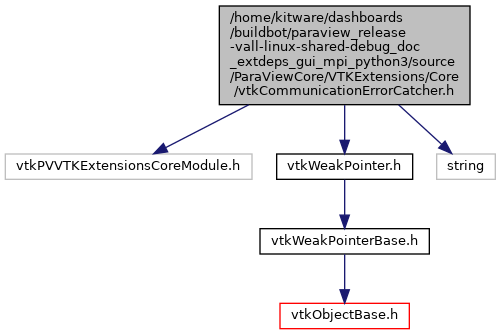 /home/kitware/dashboards
/buildbot/paraview_release
-vall-linux-shared-debug_doc
_extdeps_gui_mpi_python3/source
/ParaViewCore/VTKExtensions/Core
/vtkCommunicationErrorCatcher.h
vtkPVVTKExtensionsCoreModule.h
vtkWeakPointer.h
string
vtkWeakPointerBase.h
vtkObjectBase.h